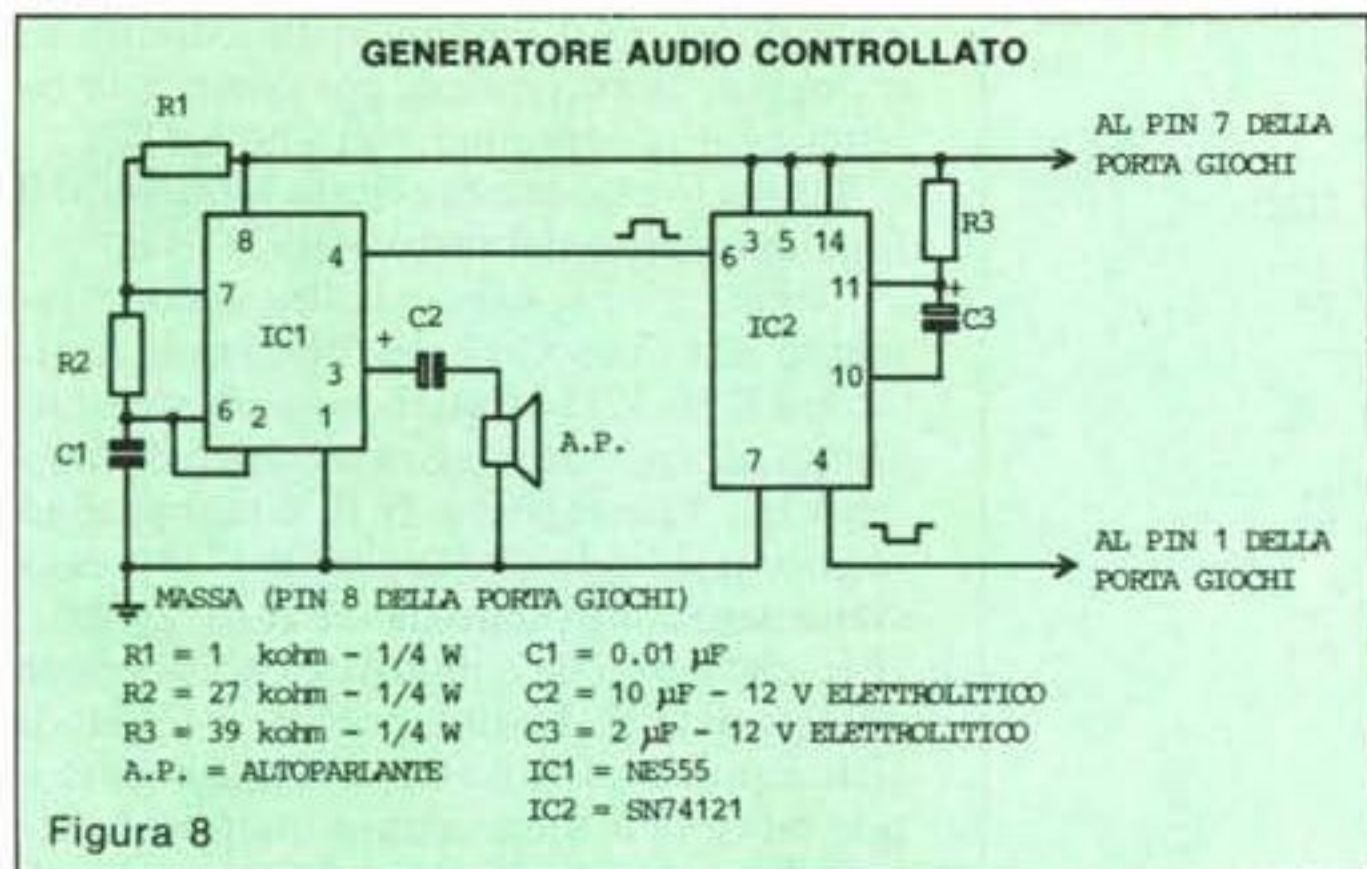 GENERATORE AUDIO CONTROLLATO
R1
AL PIN 7 DELLA
PORTA GIOCHI
8
4
6
3 5 14
R3
7
11
+
C2
C3
IC1
+
IC2
R2
3
10
6 2 1
A.P.
C1
7 4
AL PIN 1 DELLA
PORTA GIOCHI
MASSA (PIN 8 DELLA PORTA GIOCHI)
R1 = 1 kohm - 1/4 W C1 = 0.01 µF
R2 = 27 kohm - 1/4 W C2 = 10 µF - 12 V ELETTROLITICO
R3 = 39 kohm - 1/4 W C3 = 2 µF - 12 V ELETTROLITICO
A.P. = ALTOPARLANTE IC1 = NE555
IC2 = SN74121
Figura 8